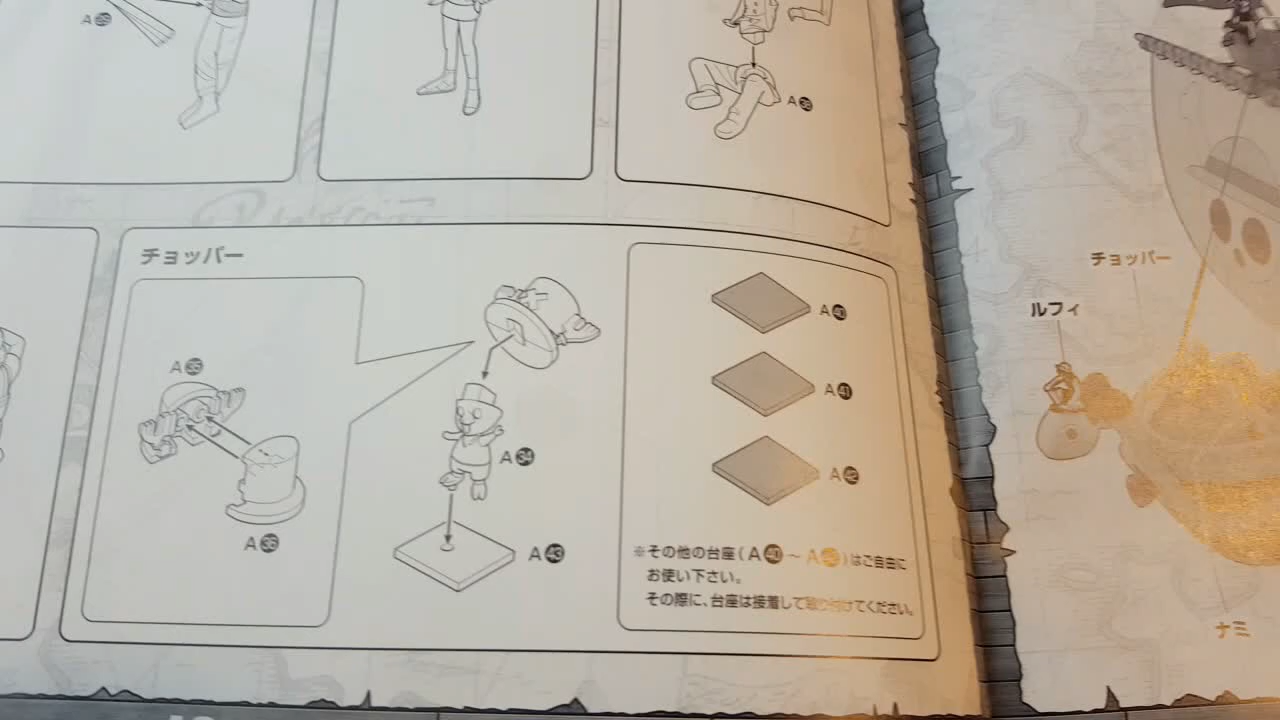 A
A38
チョッパー
A35
A36
A34
A43
A40
A41
A42
※その他の台座(A40～A42)はご自由に
お使い下さい。
その際に、台座は接着して取り付けてください。
チョッパー
ルフィ
ナミ